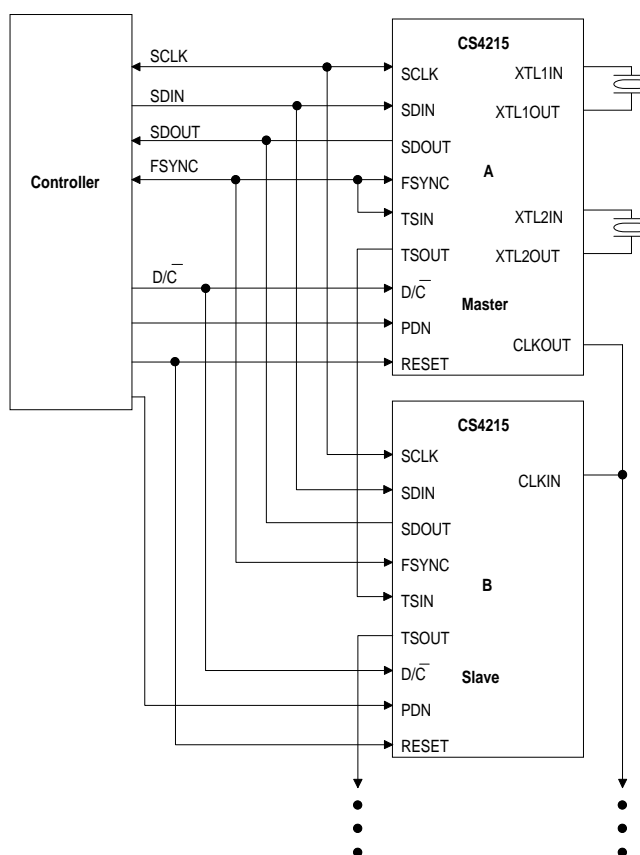 Controller
SCLK
SDIN
SDOUT
FSYNC
D/C̅
CS4215
SCLK
SDIN
SDOUT
FSYNC
TSIN
TSOUT
D/C̅
PDN
RESET
A
Master
XTL1IN
XTL1OUT
XTL2IN
XTL2OUT
CLKOUT
CS4215
SCLK
SDIN
SDOUT
FSYNC
TSIN
TSOUT
D/C̅
PDN
RESET
B
Slave
CLKIN